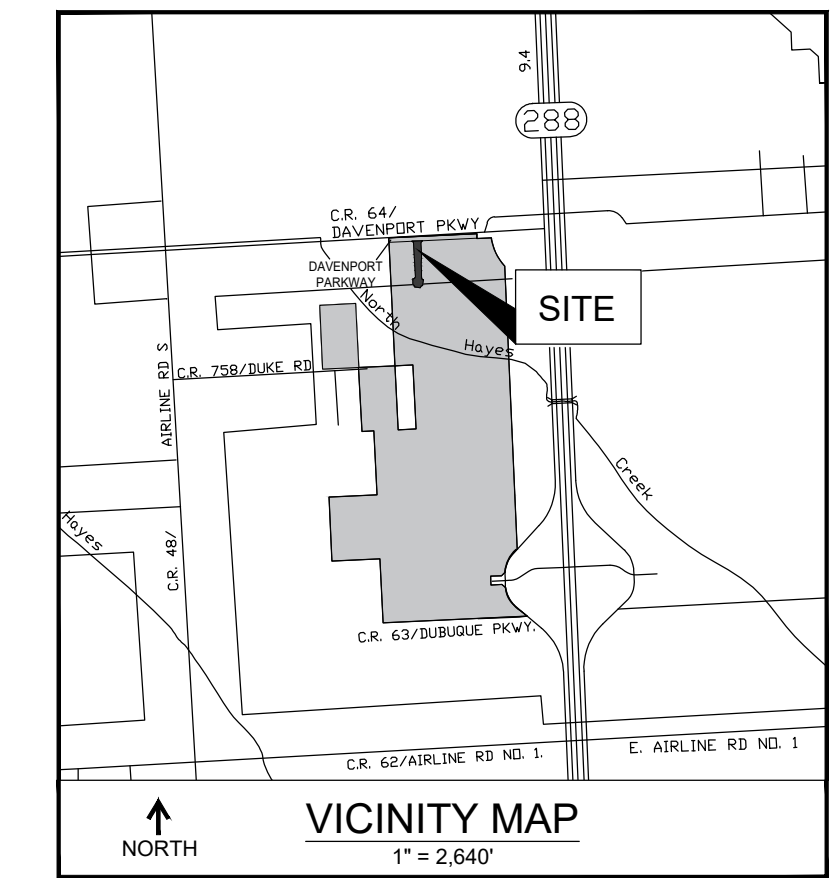 9.4
288
C.R. 64/
DAVENPORT PKWY
DAVENPORT
PARKWAY
SITE
North
Hayes
C.R. 758/DUKE RD
AIRLINE RD S
C.R. 48/
Creek
Hayes
C.R. 63/DUBUQUE PKWY.
C.R. 62/AIRLINE RD NO. 1.
E. AIRLINE RD NO. 1
NORTH
VICINITY MAP
1" = 2,640'